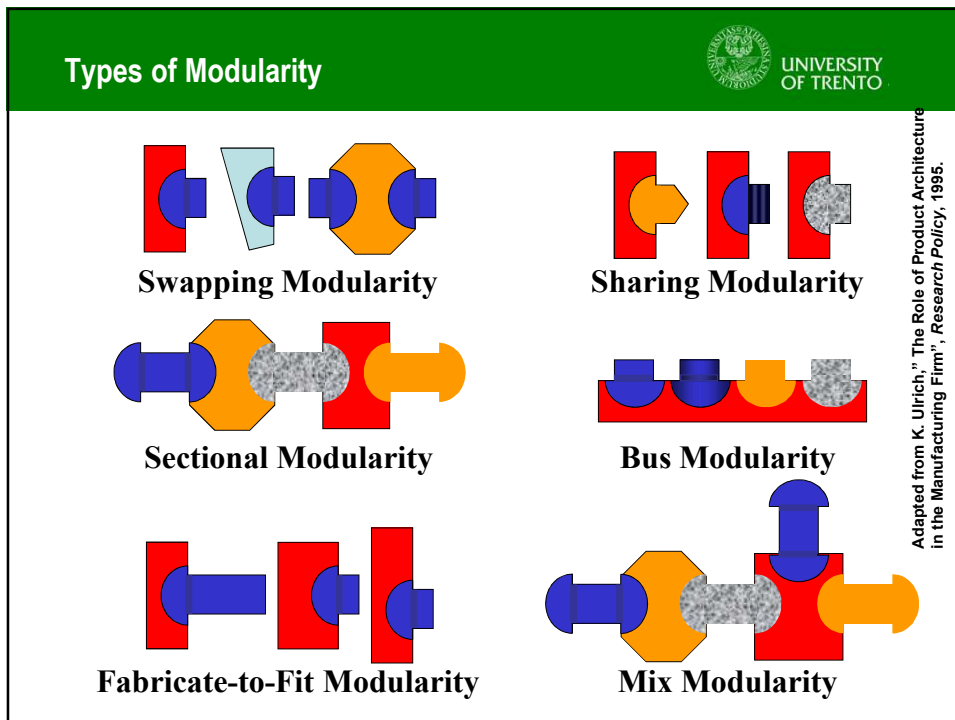 Types of Modularity
UNIVERSITY
OF TRENTO
Swapping Modularity
Sharing Modularity
Sectional Modularity
Bus Modularity
Fabricate-to-Fit Modularity
Mix Modularity
Adapted from K. Ulrich,” The Role of Product Architecture
in the Manufacturing Firm”, Research Policy, 1995.